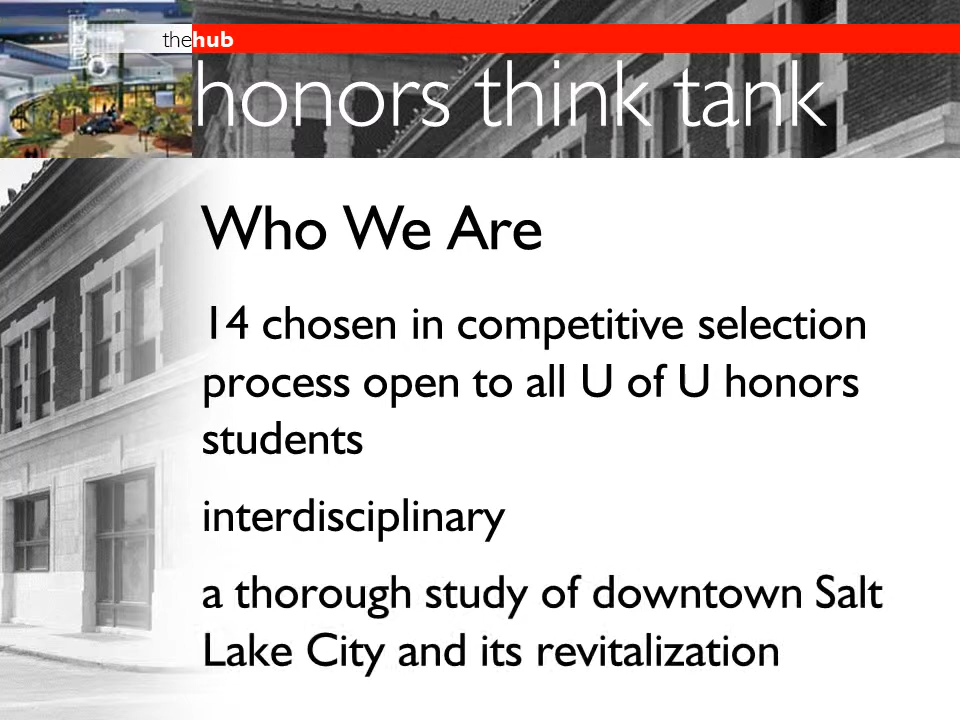 thehub
honors think tank
Who We Are
14 chosen in competitive selection
process open to all U of U honors
students
interdisciplinary
a thorough study of downtown Salt
Lake City and its revitalization